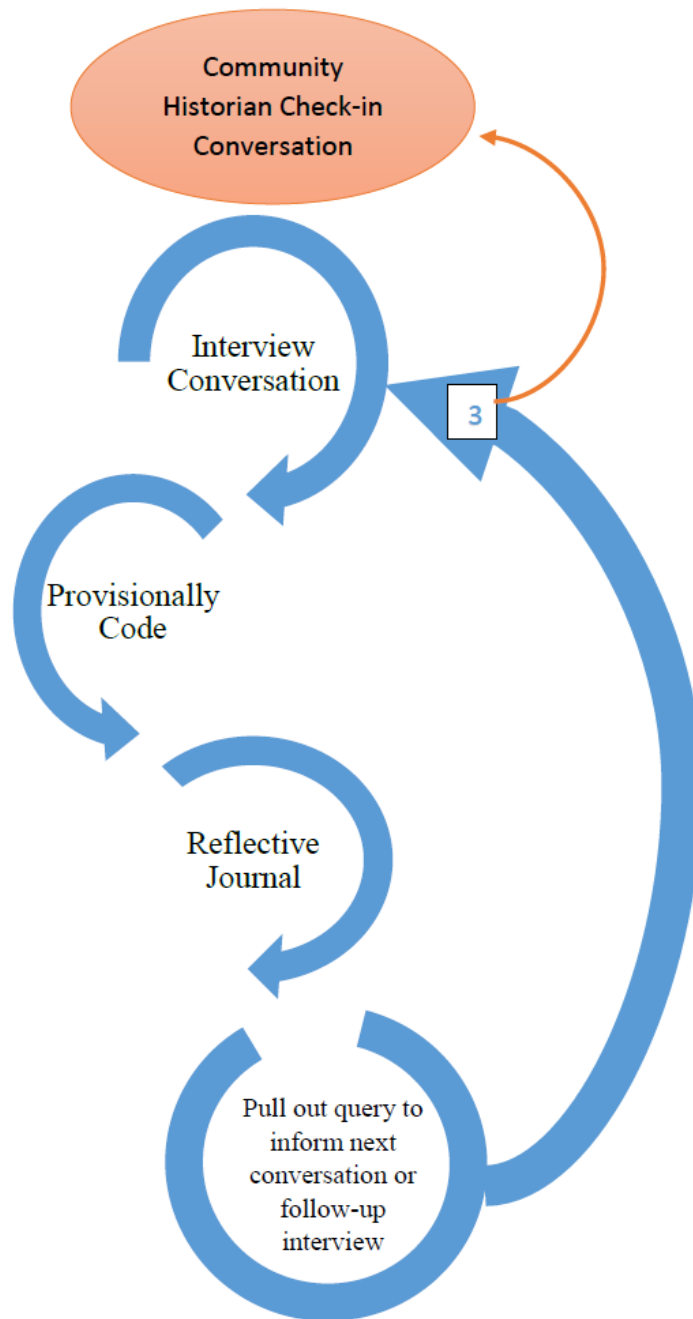 Community
Historian Check-in
Conversation
Interview
Conversation
3
Provisionally
Code
Reflective
Journal
Pull out query to
inform next
conversation or
follow-up
interview